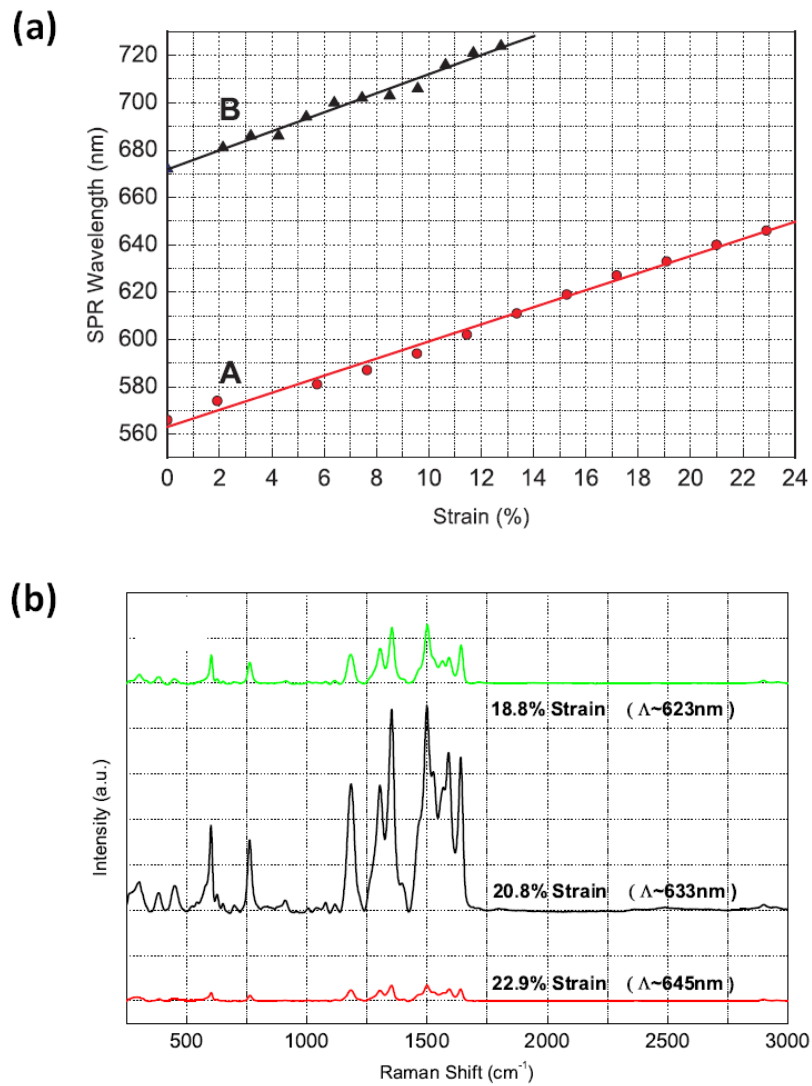 (a)
720
700
680
660
640
620
600
580
560
SPR Wavelength (nm)
B
A
0 2 4 6 8 10 12 14 16 18 20 22 24
Strain (%)
(b)
Intensity (a.u.)
18.8% Strain ( Λ~623nm )
20.8% Strain ( Λ~633nm )
22.9% Strain ( Λ~645nm )
500 1000 1500 2000 2500 3000
Raman Shift (cm⁻¹)